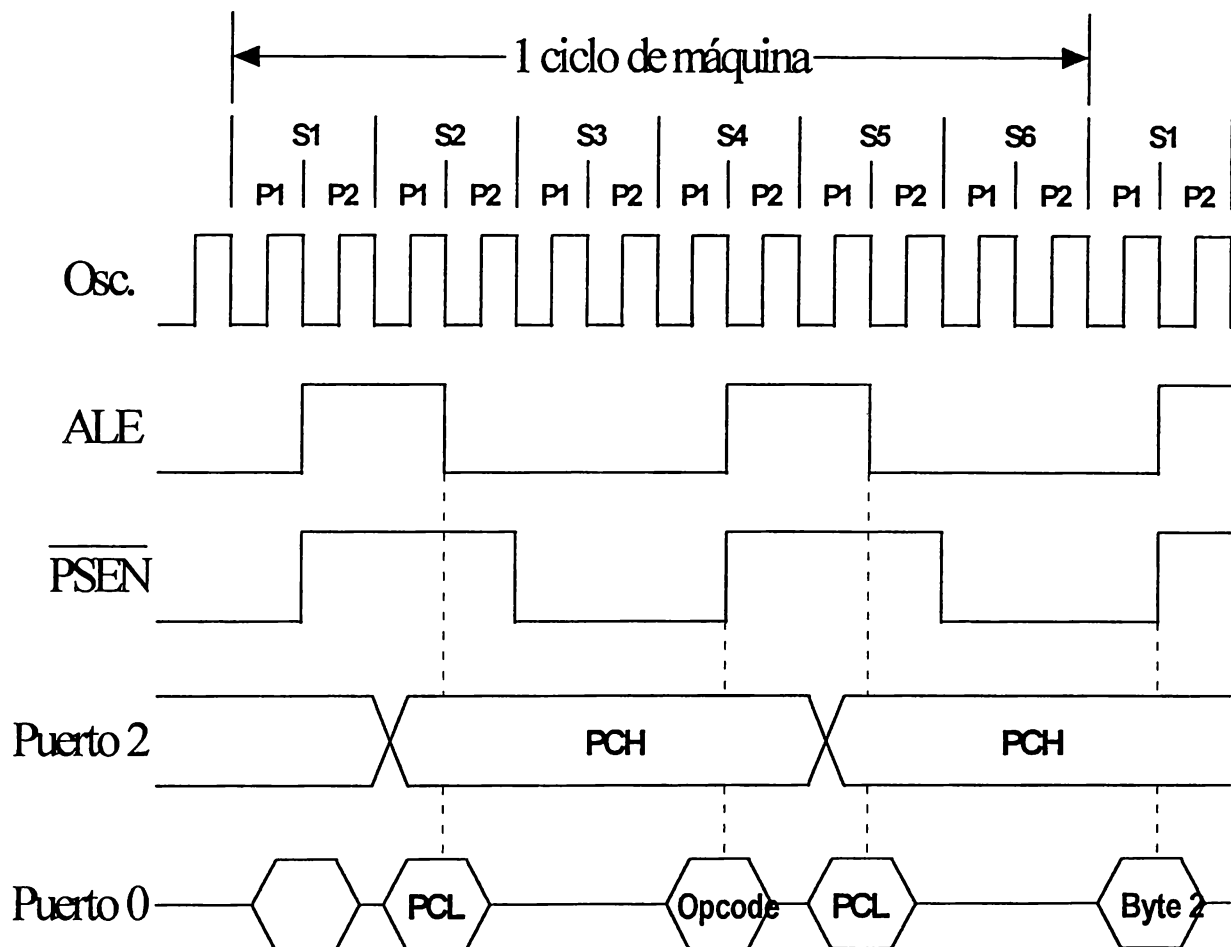 1 ciclo de máquina
S1 S2 S3 S4 S5 S6 S1
P1 P2 P1 P2 P1 P2 P1 P2 P1 P2 P1 P2 P1 P2
Osc.
ALE
PSEN
Puerto 2 PCH PCH
Puerto 0 PCL Opcode PCL Byte 2